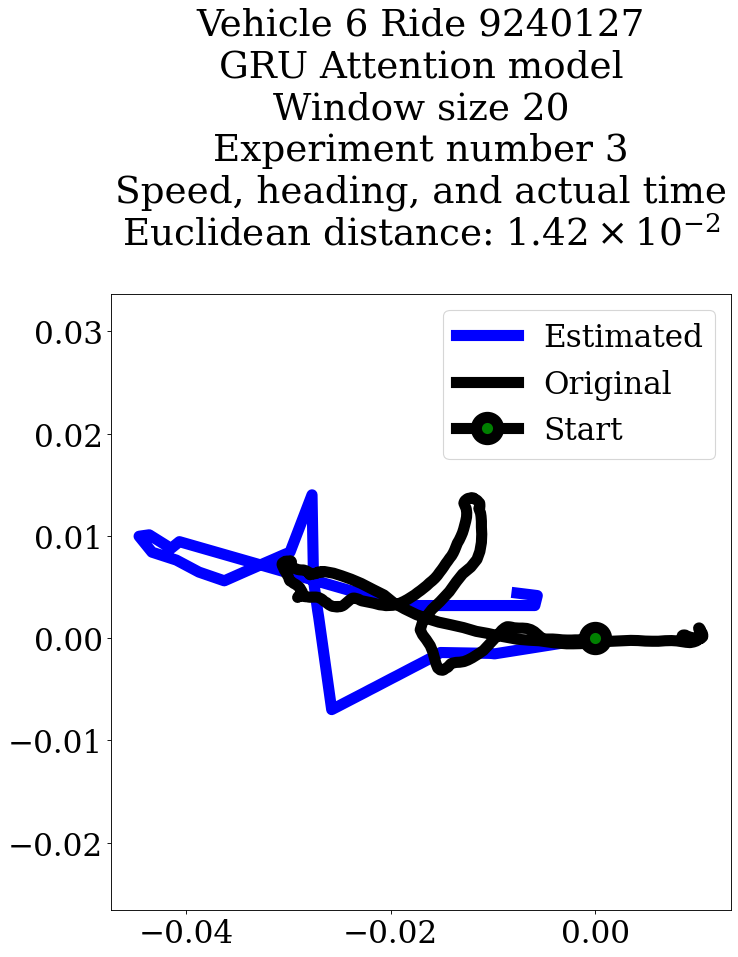 Vehicle 6 Ride 9240127
GRU Attention model
Window size 20
Experiment number 3
Speed, heading, and actual time
Euclidean distance: 1.42 × 10⁻²
Estimated
Original
Start
0.03
0.02
0.01
0.00
−0.01
−0.02
−0.04
−0.02
0.00